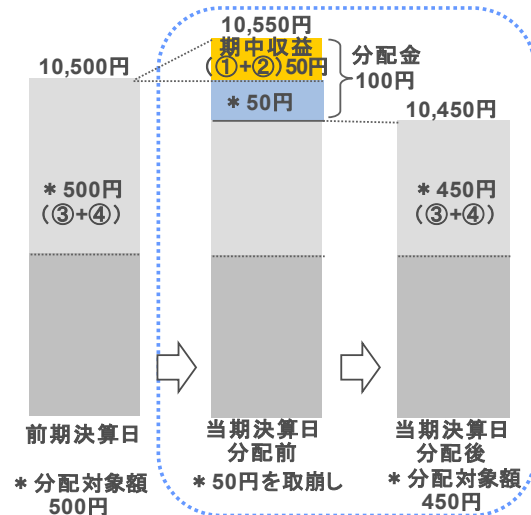 10,550円
期中収益
(①+②)50円
分配金
100円
10,500円
＊50円
10,450円
＊500円
(③+④)
＊450円
(③+④)
前期決算日
当期決算日
分配前
当期決算日
分配後
＊分配対象額
500円
＊50円を取崩し
＊分配対象額
450円